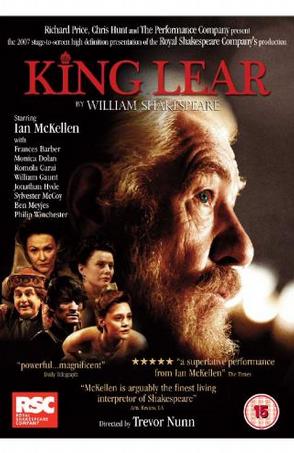 Richard Price, Chris Hunt and The Performance Company present
the 2007 stage-to-screen high definition presentation of the Royal Shakespeare Company's production
KING LEAR
BY WILLIAM SHAKESPEARE
Starring
Ian McKellen
with
Frances Barber
Monica Dolan
Romola Garai
William Gaunt
Jonathan Hyde
Sylvester McCoy
Ben Meyjes
Philip Winchester
"powerful...magnificent"
Daily Telegraph
★★★★★ "a superlative performance
from Ian McKellen" The Times
"McKellen is arguably the finest living
interpreter of Shakespeare"
Directed by Trevor Nunn
RSC
ROYAL
SHAKESPEARE
COMPANY
15